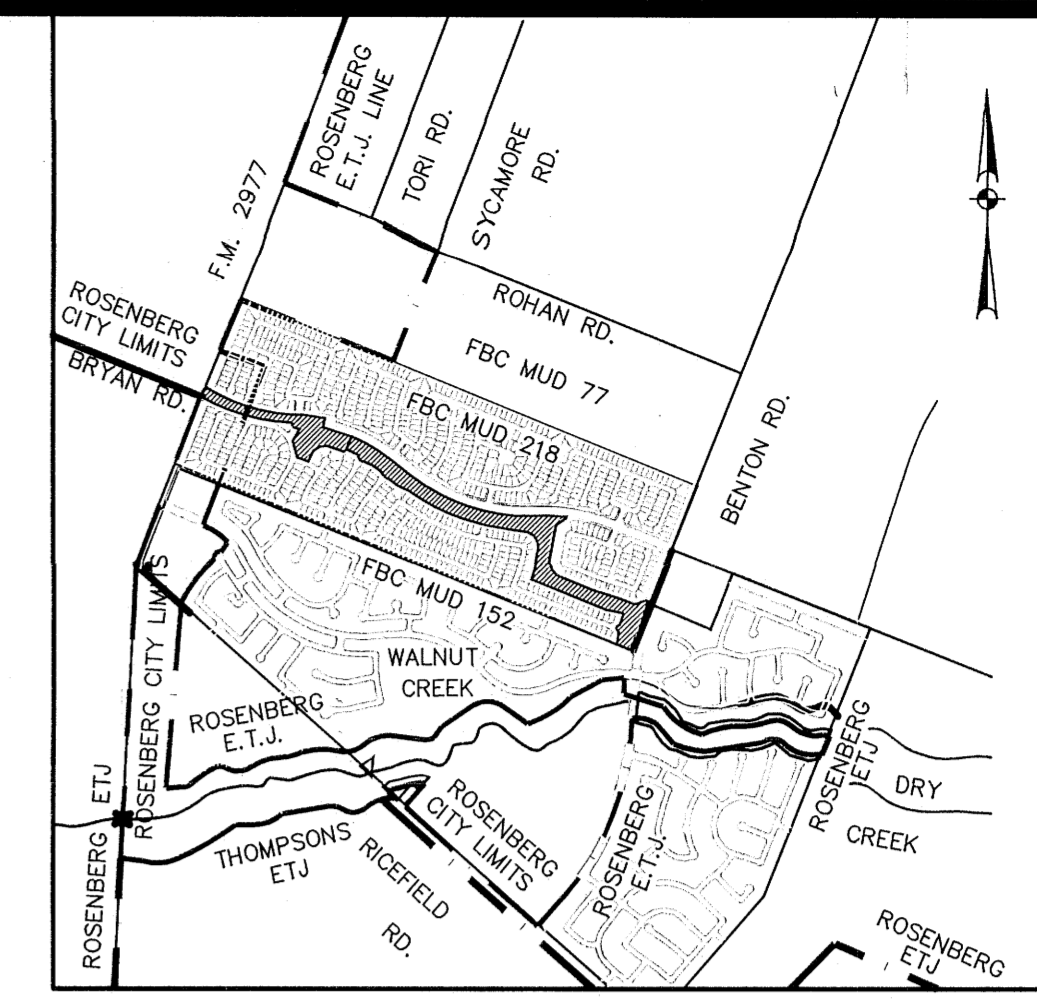 ROSENBERG
E.T.J. LINE
TORI RD.
SYCAMORE
RD.
F.M. 2977
ROSENBERG
CITY LIMITS
BRYAN RD.
ROHAN RD.
FBC MUD 77
FBC MUD 218
BENTON RD.
FBC MUD 152
WALNUT
CREEK
ROSENBERG CITY LIMITS
ROSENBERG
E.T.J.
ROSENBERG ETJ
THOMPSONS
ETJ
RICEFIELD
RD.
ROSENBERG
CITY LIMITS
ROSENBERG
E.T.J.
ROSENBERG
ETJ
DRY
CREEK
ROSENBERG
ETJ